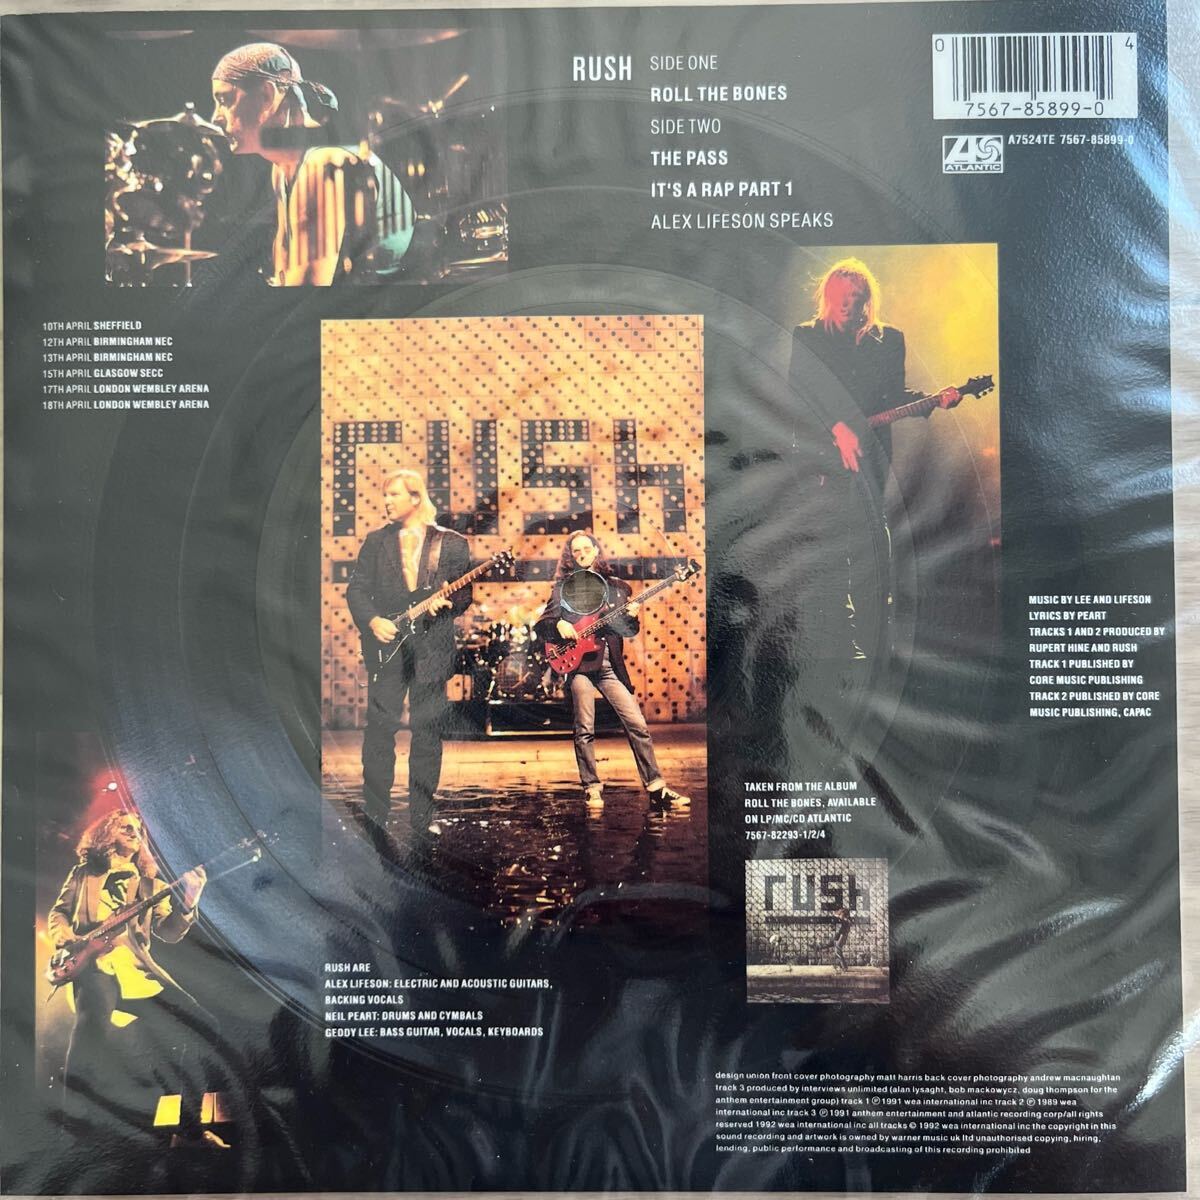 RUSH
SIDE ONE
ROLL THE BONES
SIDE TWO
THE PASS
IT'S A RAP PART 1
ALEX LIFESON SPEAKS
0 4
7567-85899-0
ATLANTIC
A7524TE 7567-85899-0
10TH APRIL SHEFFIELD
12TH APRIL BIRMINGHAM NEC
13TH APRIL BIRMINGHAM NEC
15TH APRIL GLASGOW SECC
17TH APRIL LONDON WEMBLEY ARENA
18TH APRIL LONDON WEMBLEY ARENA
rush
MUSIC BY LEE AND LIFESON
LYRICS BY PEART
TRACKS 1 AND 2 PRODUCED BY
RUPERT HINE AND RUSH
TRACK 1 PUBLISHED BY
CORE MUSIC PUBLISHING
TRACK 2 PUBLISHED BY CORE
MUSIC PUBLISHING, CAPAC
TAKEN FROM THE ALBUM
ROLL THE BONES, AVAILABLE
ON LP/MC/CD ATLANTIC
7567-82293-1/2/4
rush
RUSH ARE
ALEX LIFESON: ELECTRIC AND ACOUSTIC GUITARS,
BACKING VOCALS
NEIL PEART: DRUMS AND CYMBALS
GEDDY LEE: BASS GUITAR, VOCALS, KEYBOARDS
design union front cover photography matt harris back cover photography andrew macnaughtan
track 3 produced by interviews unlimited (alan lysaght, bob mackowycz, doug thompson for the
anthem entertainment group) track 1 ℗ 1991 wea international inc track 2 ℗ 1989 wea
international inc track 3 ℗ 1991 anthem entertainment and atlantic recording corp/all rights
reserved 1992 wea international inc all tracks © 1992 wea international inc the copyright in this
sound recording and artwork is owned by warner music uk ltd unauthorised copying, hiring,
lending, public performance and broadcasting of this recording prohibited